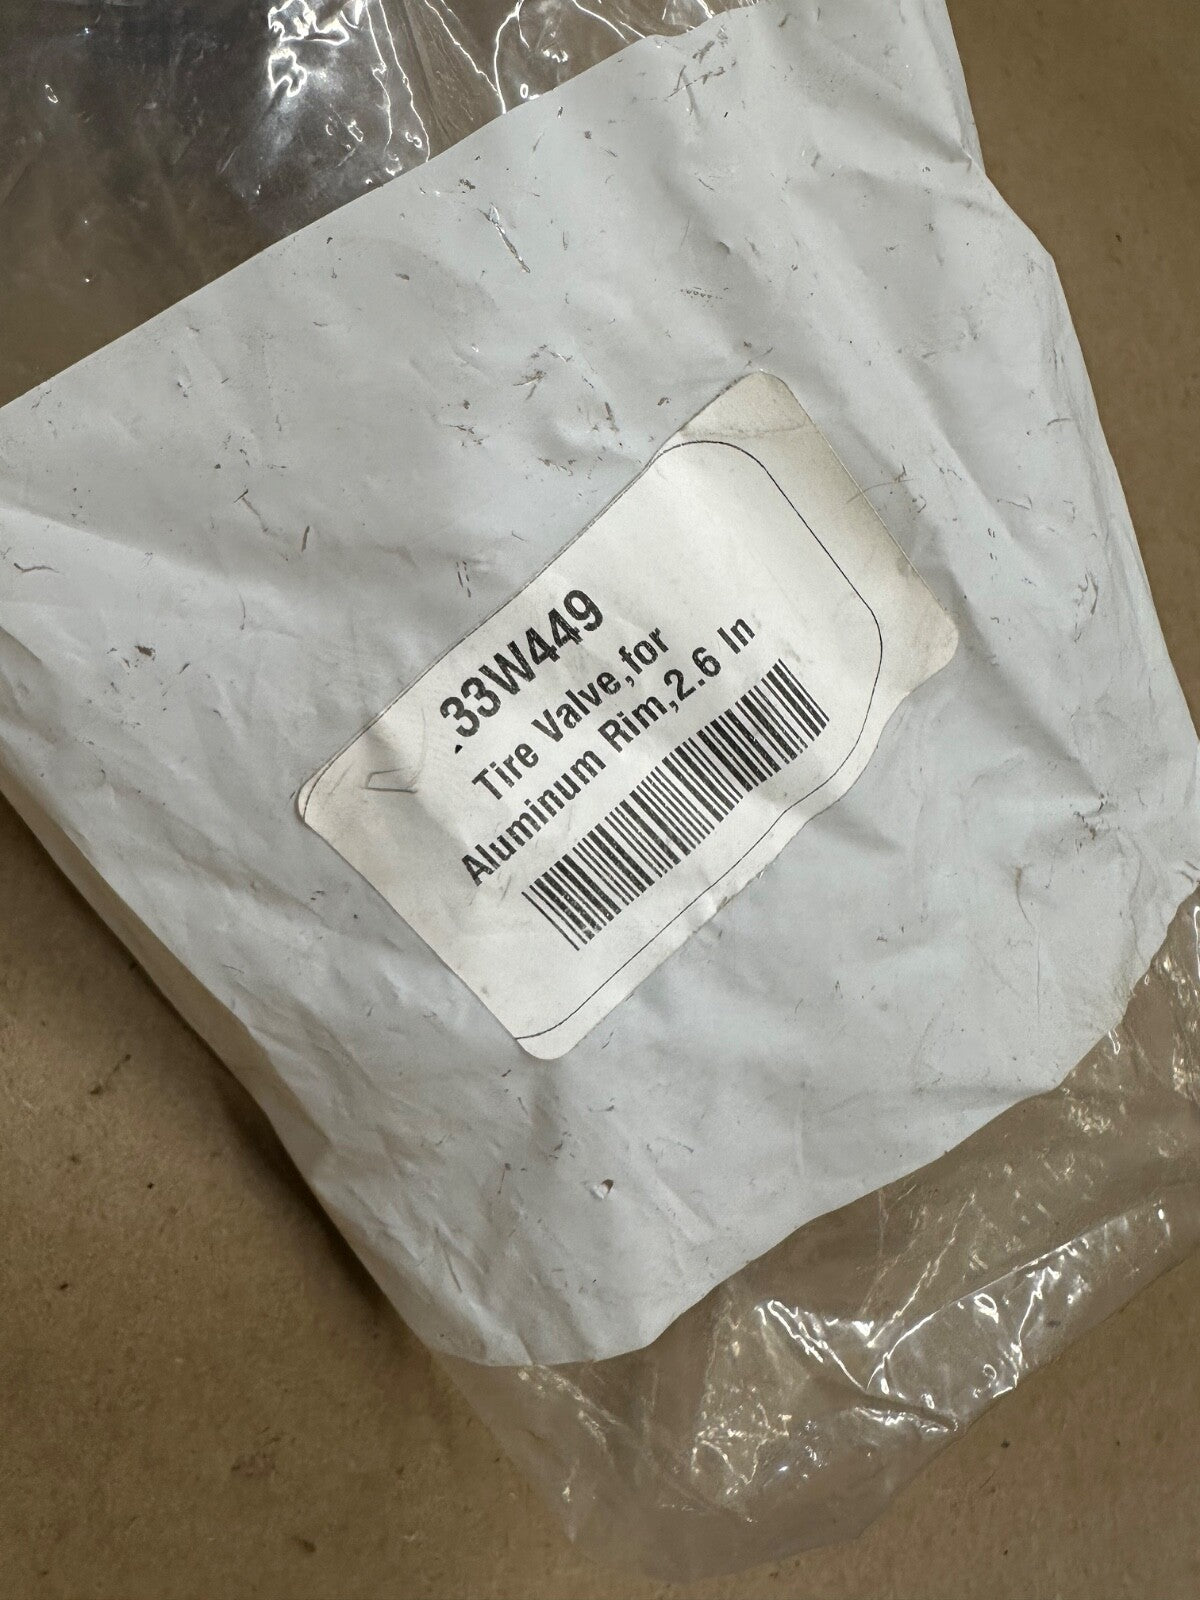 33W449
Tire Valve,for
Aluminum Rim,2.6 In